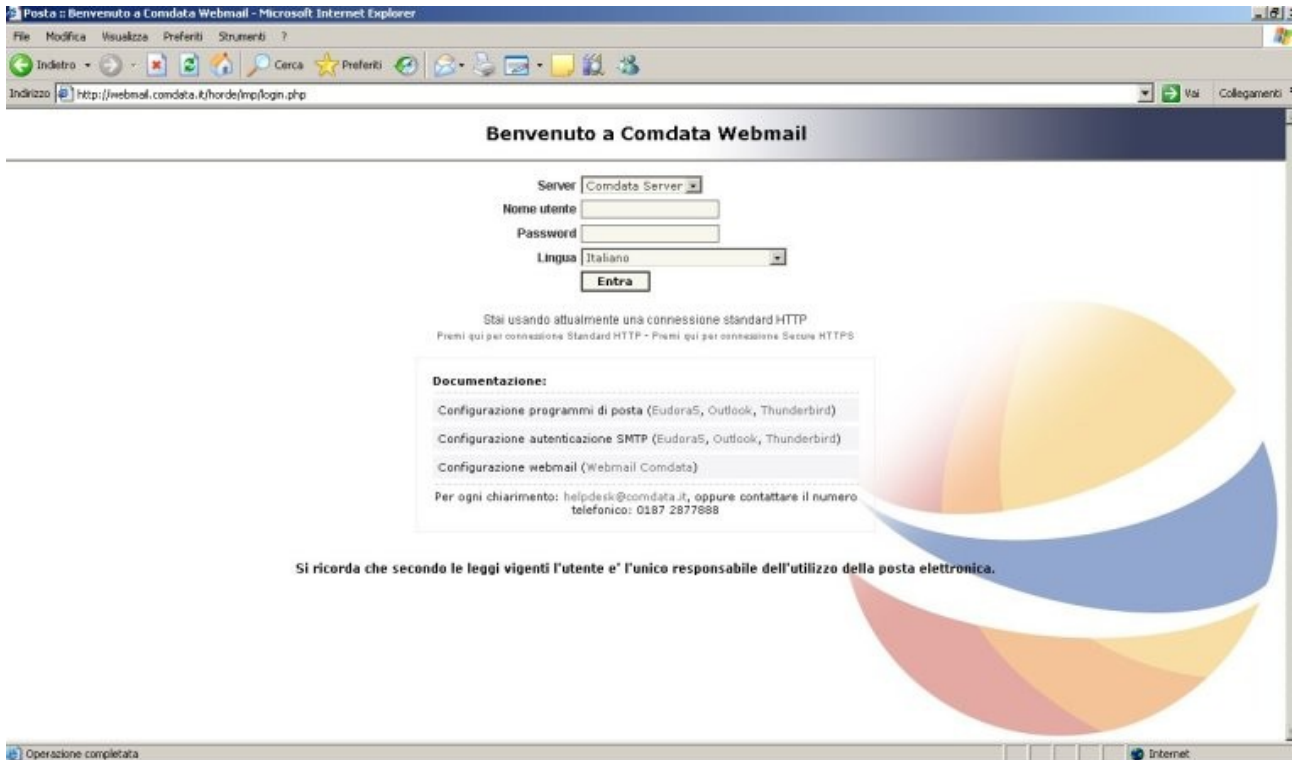 Posta :: Benvenuto a Comdata Webmail - Microsoft Internet Explorer
File Modifica Visualizza Preferiti Strumenti ?
Indietro Cerca Preferiti
Indirizzo http://webmail.comdata.it/horde/imp/login.php Vai Collegamenti
Benvenuto a Comdata Webmail
Server Comdata Server
Nome utente
Password
Lingua Italiano
Entra
Stai usando attualmente una connessione standard HTTP
Premi qui per connessione Standard HTTP - Premi qui per connessione Secure HTTPS
Documentazione:
Configurazione programmi di posta (Eudora5, Outlook, Thunderbird)
Configurazione autenticazione SMTP (Eudora5, Outlook, Thunderbird)
Configurazione webmail (Webmail Comdata)
Per ogni chiarimento: helpdesk@comdata.it, oppure contattare il numero
telefonico: 0187 2877888
Si ricorda che secondo le leggi vigenti l'utente e' l'unico responsabile dell'utilizzo della posta elettronica.
Operazione completata Internet